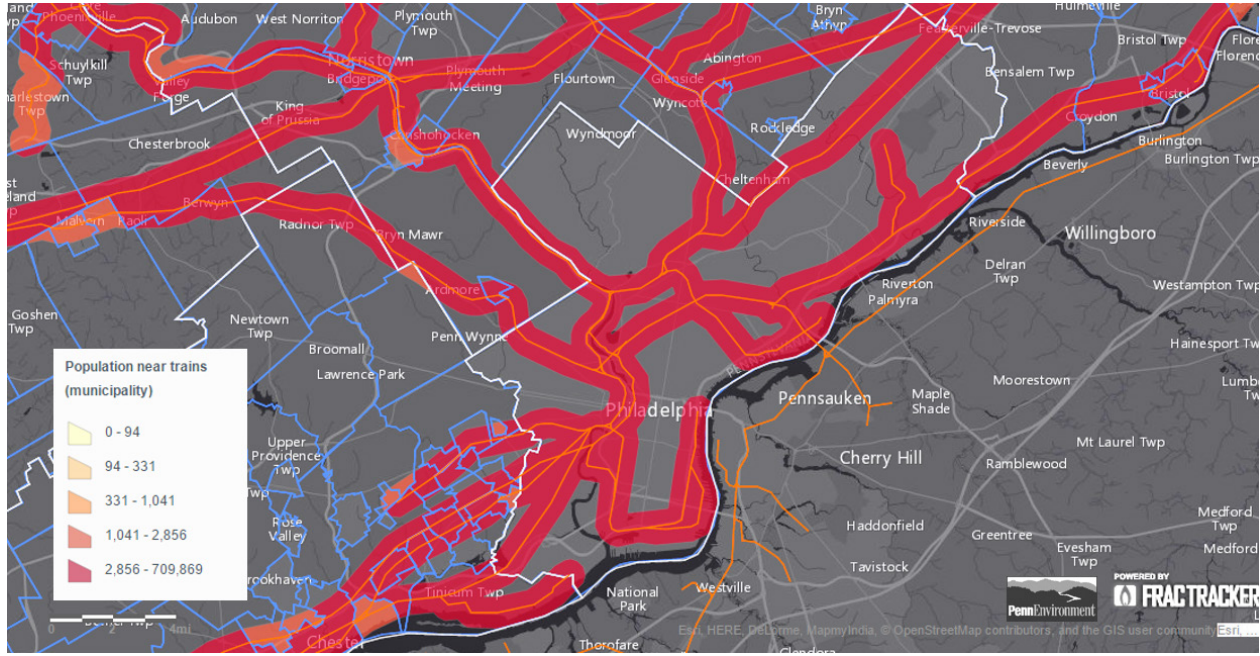 Audubon
West Norriton
Plymouth
Twp
Bryn
Athyn
Hulmeville
Feasterville-Trevose
Bristol Twp
Schuylkill
Twp
Norristown
Bridgeport
Plymouth
Meeting
Flourtown
Abington
Glenside
Bensalem Twp
Valley
Forge
King
of Prussia
Wyncote
Bristol
Croydon
Chesterbrook
Conshohocken
Wyndmoor
Rockledge
Burlington
Burlington Twp
Beverly
Cheltenham
Malvern
Paoli
Berwyn
Radnor Twp
Bryn Mawr
Riverside
Willingboro
Delran
Twp
Ardmore
Riverton
Palmyra
Westampton Twp
Goshen
Twp
Newtown
Twp
Penn Wynne
Broomall
Lawrence Park
PENNSYLVANIA
Hainesport Tw
Moorestown
Philadelphia
Pennsauken
Maple
Shade
Upper
Providence
Twp
Mt Laurel Twp
Cherry Hill
Ramblewood
Rose
Valley
Haddonfield
Greentree
Medford
Twp
Medford
Evesham
Twp
Tavistock
rookhaven
Tinicum Twp
National
Park
Westville
Chester
Thorofare
Glendora
Population near trains
(municipality)
0 - 94
94 - 331
331 - 1,041
1,041 - 2,856
2,856 - 709,869
0 2 4mi
PennEnvironment
POWERED BY
FRACTRACKER
Esri, HERE, DeLorme, MapmyIndia, © OpenStreetMap contributors, and the GIS user community Esri, ...